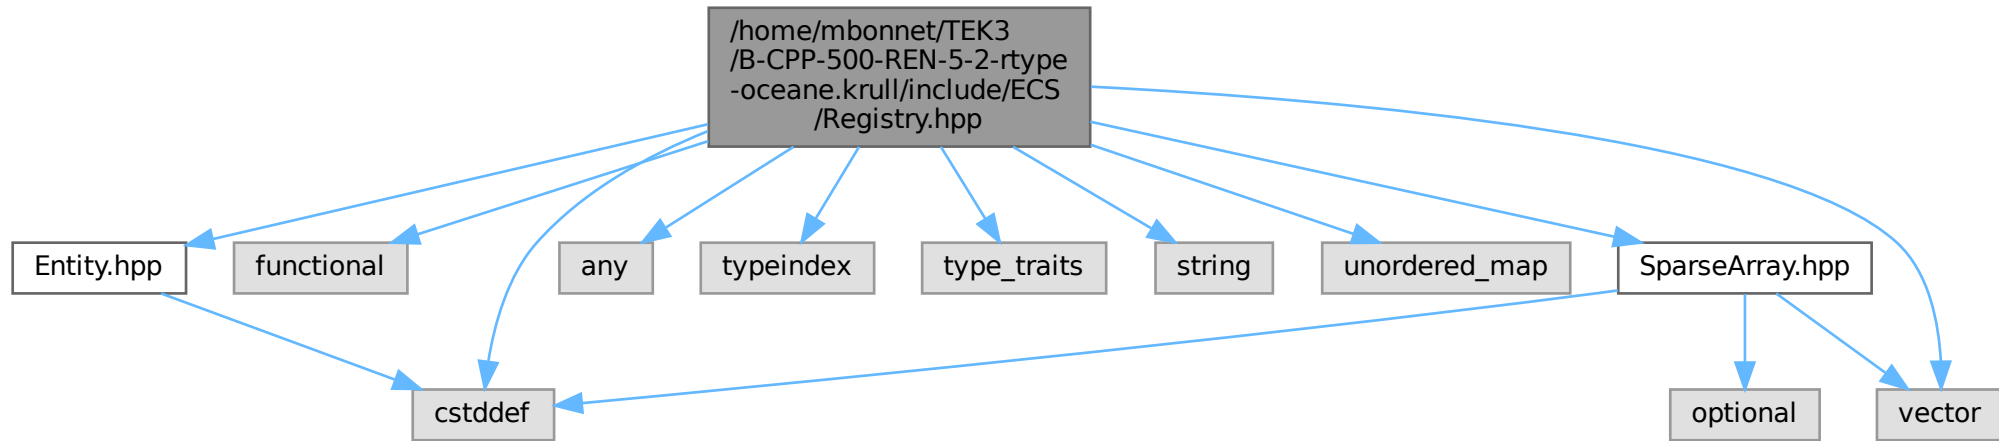 /home/mbonnet/TEK3
/B-CPP-500-REN-5-2-rtype
-oceane.krull/include/ECS
/Registry.hpp
Entity.hpp
functional
any
typeindex
type_traits
string
unordered_map
SparseArray.hpp
cstddef
optional
vector